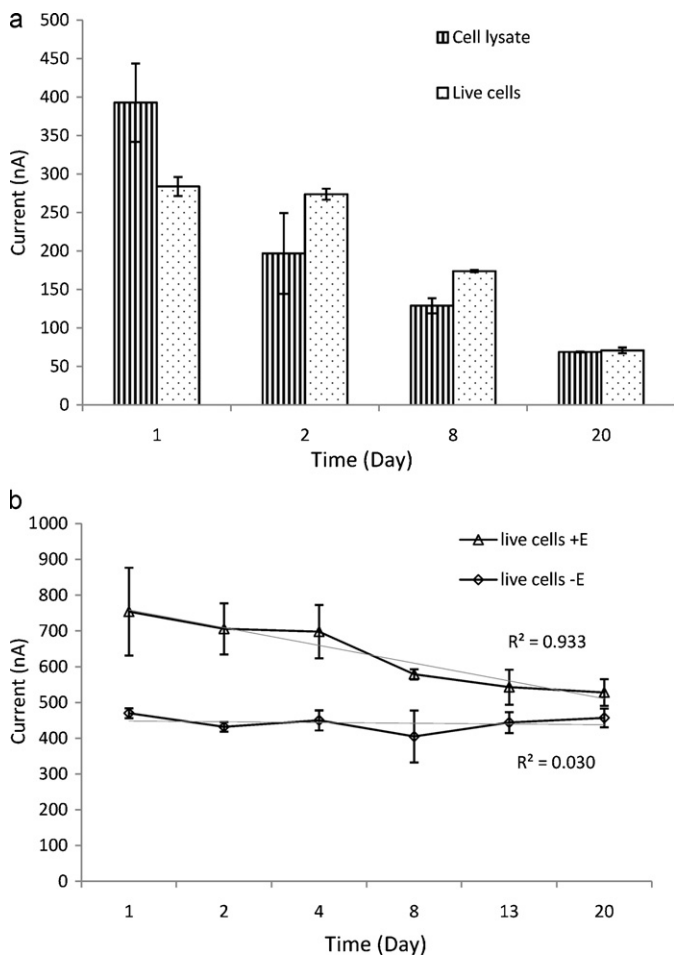 a
500
450
400
350
300
250
200
150
100
50
0
Current (nA)
Cell lysate
Live cells
1 2 8 20
Time (Day)
b
1000
900
800
700
600
500
400
300
200
100
0
Current (nA)
live cells +E
live cells -E
R² = 0.933
R² = 0.030
1 2 4 8 13 20
Time (Day)